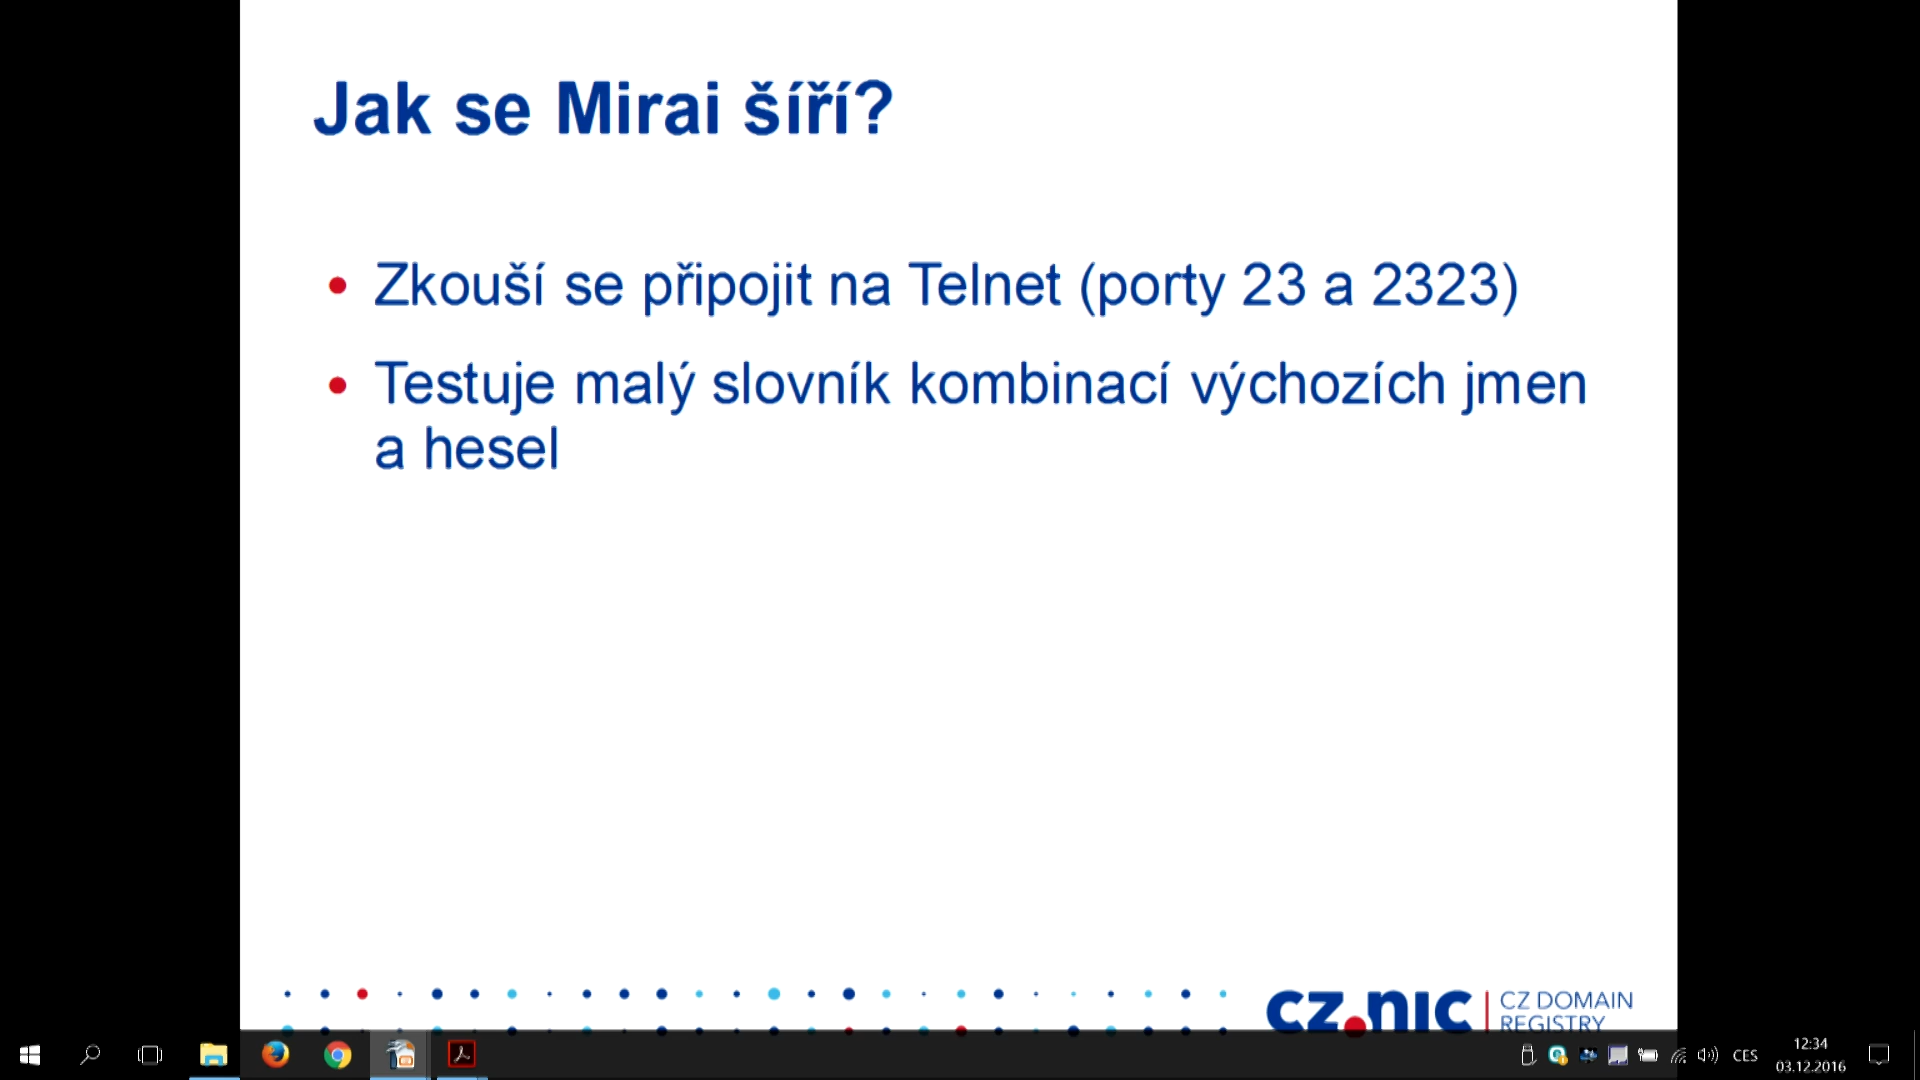 Jak se Mirai šíří?
Zkouší se připojit na Telnet (porty 23 a 2323)
Testuje malý slovník kombinací výchozích jmen
a hesel
cz.nic
CZ DOMAIN
REGISTRY
CES
12:34
03.12.2016